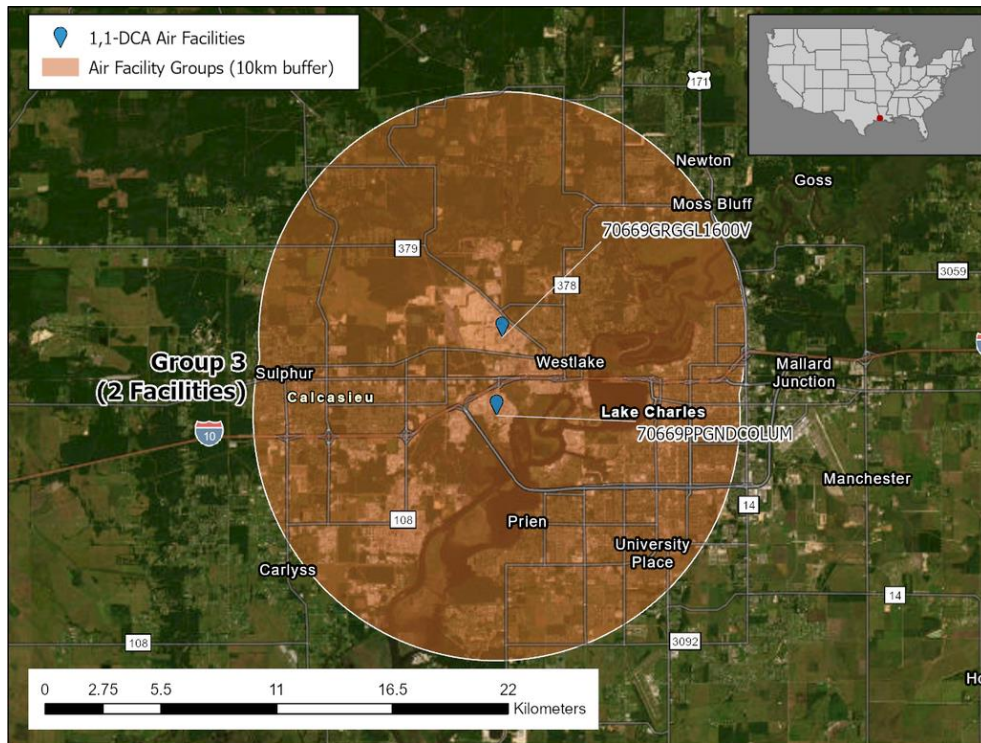 1,1-DCA Air Facilities
Air Facility Groups (10km buffer)
171
Newton
Goss
Moss Bluff
70669GRGGL1600V
379
3059
378
Group 3
(2 Facilities)
Westlake
Mallard
Junction
Sulphur
Calcasieu
Lake Charles
10
70669PPGNDCOLUM
Manchester
14
108
Prien
University
Place
Carlyss
14
108
3092
0
2.75
5.5
11
16.5
22
Kilometers